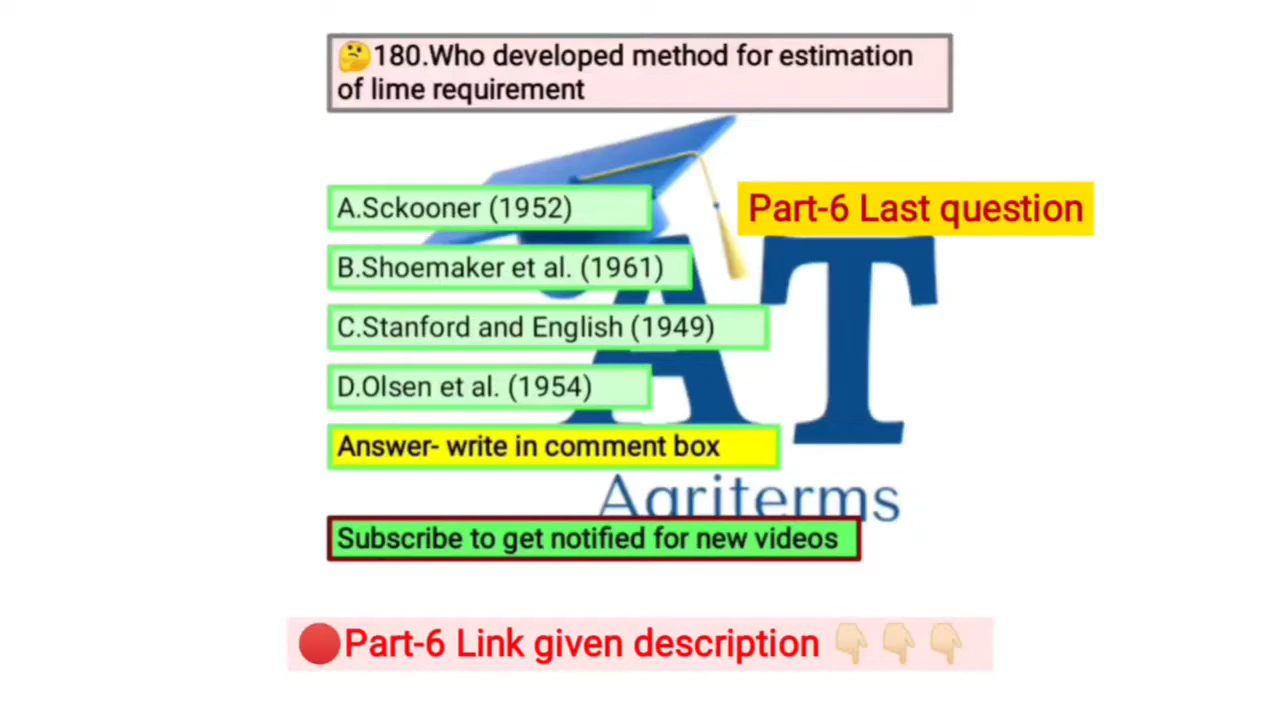 🤔180.Who developed method for estimation
of lime requirement
A.Sckooner (1952)
Part-6 Last question
B.Shoemaker et al. (1961)
C.Stanford and English (1949)
D.Olsen et al. (1954)
AT
Answer- write in comment box
Agriterms
Subscribe to get notified for new videos
🔴Part-6 Link given description 👇🏻👇🏻👇🏻